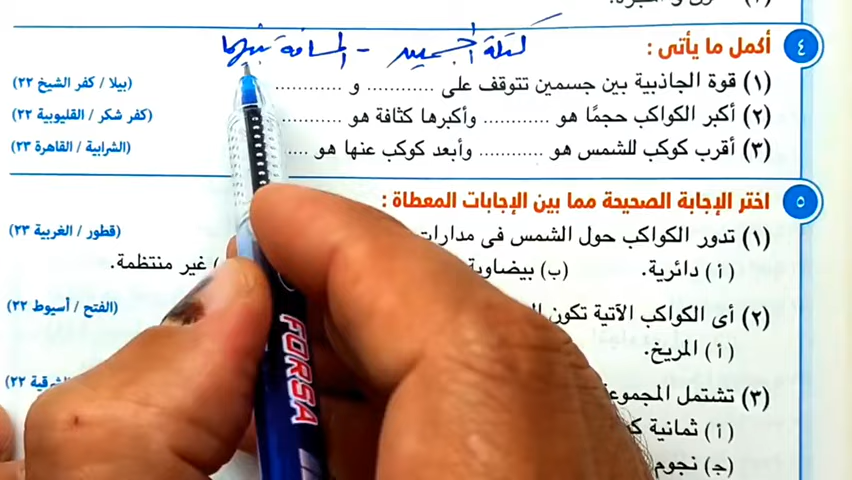 كتلة الجسمين - المسافة بينهما
٤ أكمل ما يأتى :
(١) قوة الجاذبية بين جسمين تتوقف على ............ و ............ (بيلا / كفر الشيخ ٢٢)
(٢) أكبر الكواكب حجمًا هو ............ وأكبرها كثافة هو ............ (كفر شكر / القليوبية ٢٢)
(٣) أقرب كوكب للشمس هو ............ وأبعد كوكب عنها هو .... (الشرابية / القاهرة ٢٣)
٥ اختر الإجابة الصحيحة مما بين الإجابات المعطاة :
(١) تدور الكواكب حول الشمس فى مدارات (قطور / الغربية ٢٣)
(أ) دائرية. (ب) بيضاوية غير منتظمة.
(٢) أى الكواكب الآتية تكون (الفتح / أسيوط ٢٢)
(أ) المريخ.
(٣) تشتمل المجموعة ٢٢)
(أ) ثمانية
(ج) نجوم
FORSA